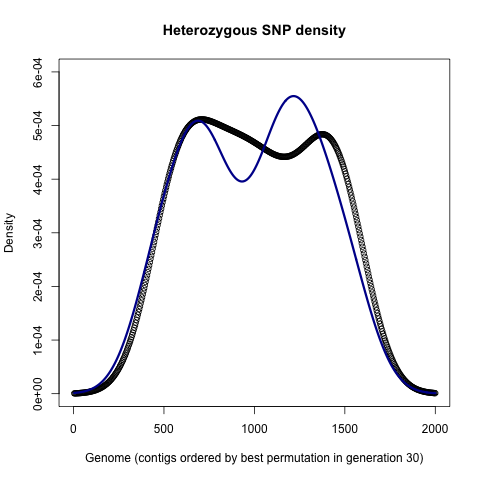 Heterozygous SNP density
6e-04
5e-04
4e-04
3e-04
2e-04
1e-04
0e+00
Density
0 500 1000 1500 2000
Genome (contigs ordered by best permutation in generation 30)